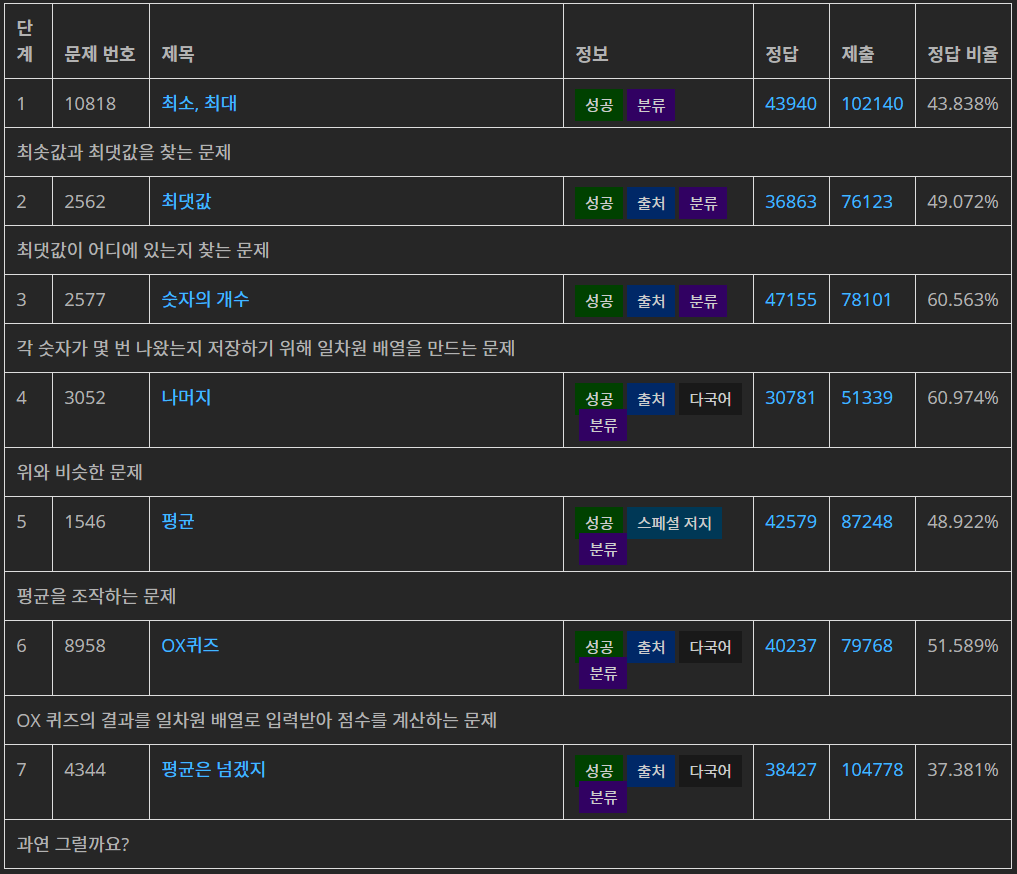 단계 문제 번호 제목 정보 정답 제출 정답 비율
1 10818 최소, 최대 성공 분류 43940 102140 43.838%
최솟값과 최댓값을 찾는 문제
2 2562 최댓값 성공 출처 분류 36863 76123 49.072%
최댓값이 어디에 있는지 찾는 문제
3 2577 숫자의 개수 성공 출처 분류 47155 78101 60.563%
각 숫자가 몇 번 나왔는지 저장하기 위해 일차원 배열을 만드는 문제
4 3052 나머지 성공 출처 다국어 30781 51339 60.974%
분류
위와 비슷한 문제
5 1546 평균 성공 스페셜 저지 42579 87248 48.922%
분류
평균을 조작하는 문제
6 8958 OX퀴즈 성공 출처 다국어 40237 79768 51.589%
분류
OX 퀴즈의 결과를 일차원 배열로 입력받아 점수를 계산하는 문제
7 4344 평균은 넘겠지 성공 출처 다국어 38427 104778 37.381%
분류
과연 그럴까요?